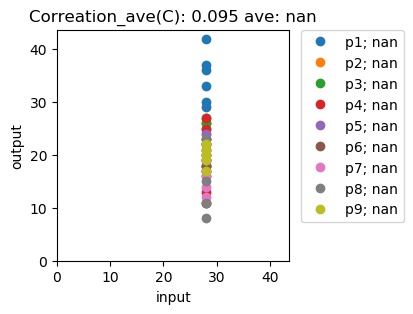 Correation_ave(C): 0.095 ave: nan
40
30
20
10
0
output
0 10 20 30 40
input
p1; nan
p2; nan
p3; nan
p4; nan
p5; nan
p6; nan
p7; nan
p8; nan
p9; nan